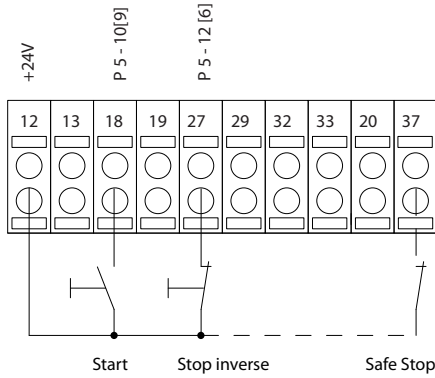 +24V
P 5 - 10[9]
P 5 - 12 [6]
12 13 18 19 27 29 32 33 20 37
Start Stop inverse Safe Stop